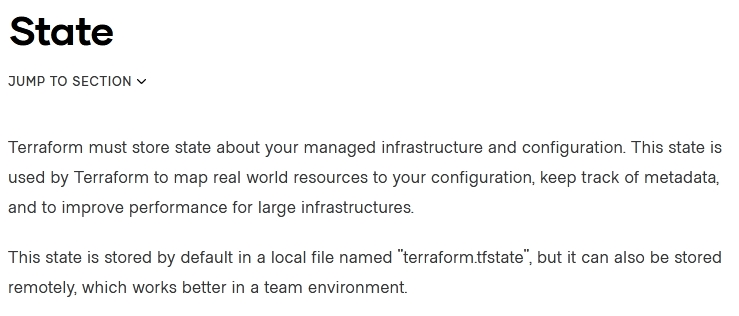 State
JUMP TO SECTION
Terraform must store state about your managed infrastructure and configuration. This state is
used by Terraform to map real world resources to your configuration, keep track of metadata,
and to improve performance for large infrastructures.
This state is stored by default in a local file named "terraform.tfstate", but it can also be stored
remotely, which works better in a team environment.